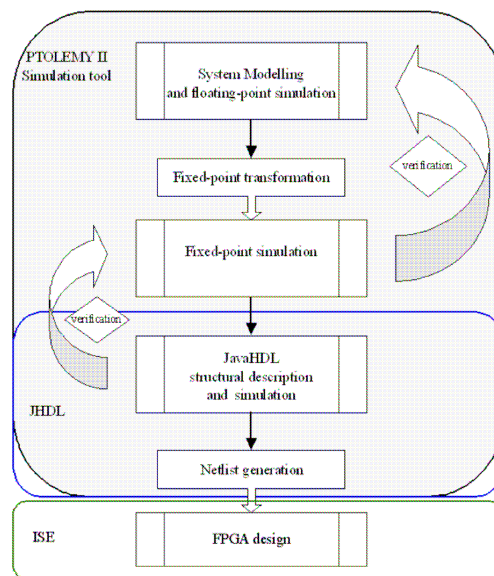 PTOLEMY II
Simulation tool
System Modelling
and floating-point simulation
verification
Fixed-point transformation
Fixed-point simulation
verification
JavaHDL
structural description
and simulation
JHDL
Netlist generation
ISE
FPGA design